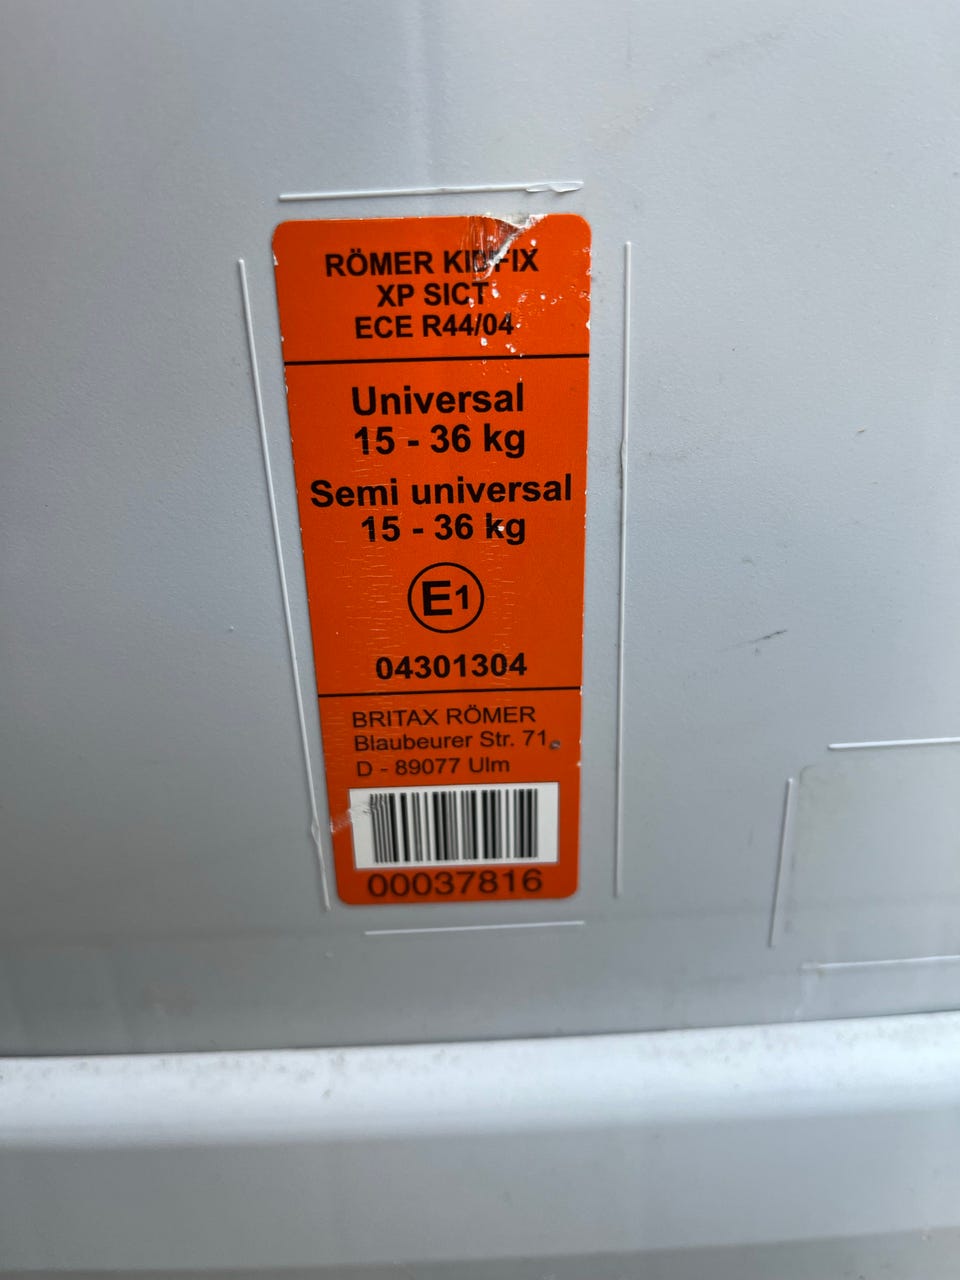 RÖMER KIDFIX
XP SICT
ECE R44/04
Universal
15 - 36 kg
Semi universal
15 - 36 kg
E1
04301304
BRITAX RÖMER
Blaubeurer Str. 71
D - 89077 Ulm
00037816